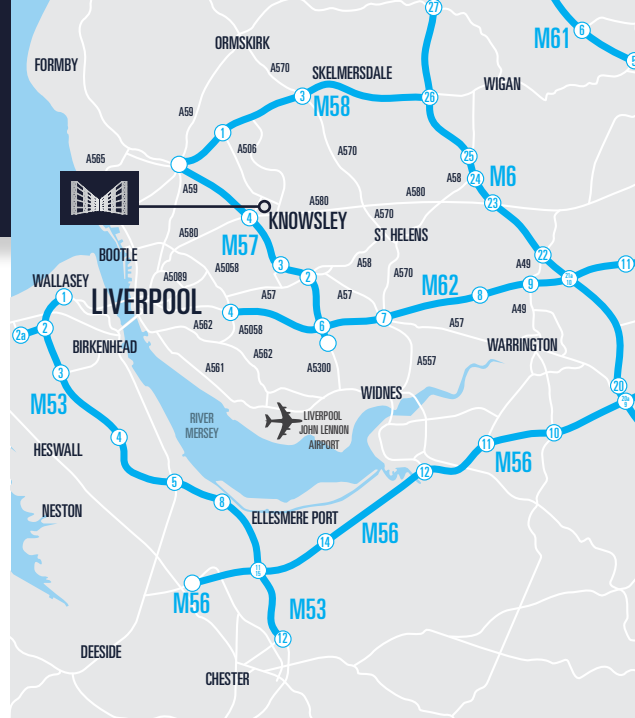 27
6
M61
5
ORMSKIRK
FORMBY
A570
SKELMERSDALE
WIGAN
3
M58
26
A59
1
A506
A570
A565
25
24
M6
A58
A59
A580
A580
23
A570
4
KNOWSLEY
A580
ST HELENS
M57
BOOTLE
22
A5058
3
A58
A49
11
2
A570
A5089
M62
WALLASEY
9
1
A57
A57
8
LIVERPOOL
A49
4
7
A562
A5058
6
A57
2a
2
WARRINGTON
BIRKENHEAD
A562
A557
A561
A5300
3
20
WIDNES
M53
RIVER
MERSEY
LIVERPOOL
JOHN LENNON
AIRPORT
4
10
HESWALL
11
M56
12
5
8
NESTON
ELLESMERE PORT
M56
14
11
15
M56
M53
12
DEESIDE
CHESTER